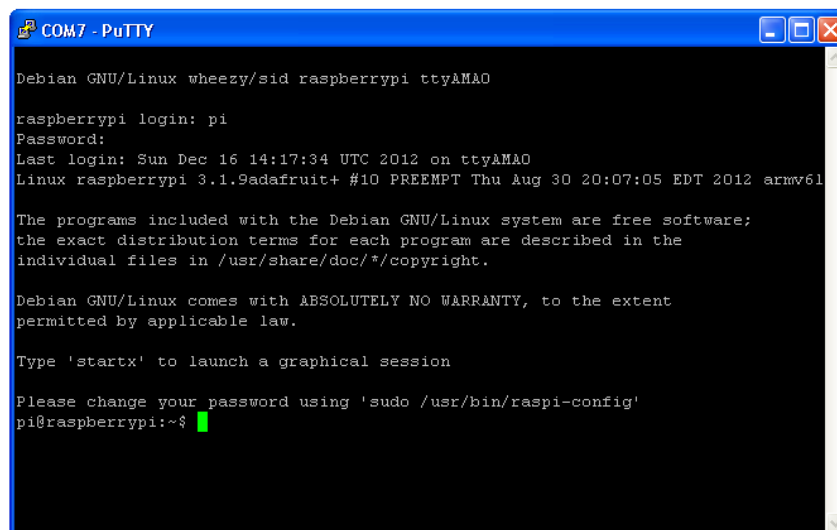 COM7 - PuTTY
Debian GNU/Linux wheezy/sid raspberrypi ttyAMA0
raspberrypi login: pi
Password:
Last login: Sun Dec 16 14:17:34 UTC 2012 on ttyAMA0
Linux raspberrypi 3.1.9adafruit+ #10 PREEMPT Thu Aug 30 20:07:05 EDT 2012 armv6l
The programs included with the Debian GNU/Linux system are free software;
the exact distribution terms for each program are described in the
individual files in /usr/share/doc/*/copyright.
Debian GNU/Linux comes with ABSOLUTELY NO WARRANTY, to the extent
permitted by applicable law.
Type 'startx' to launch a graphical session
Please change your password using 'sudo /usr/bin/raspi-config'
pi@raspberrypi:~$